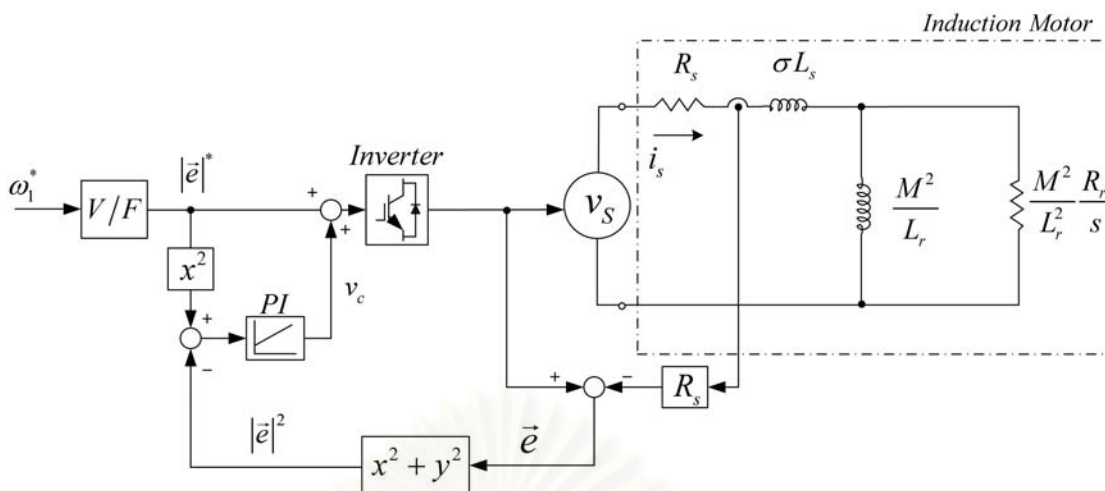 Induction Motor
R_s
σL_s
|e⃗|^*
Inverter
i_s
ω_1^*
V/F
v_S
M^2/L_r
M^2/L_r^2 R_r/s
x^2
PI
v_c
+
+
+
−
+
−
R_s
|e⃗|^2
e⃗
x^2 + y^2